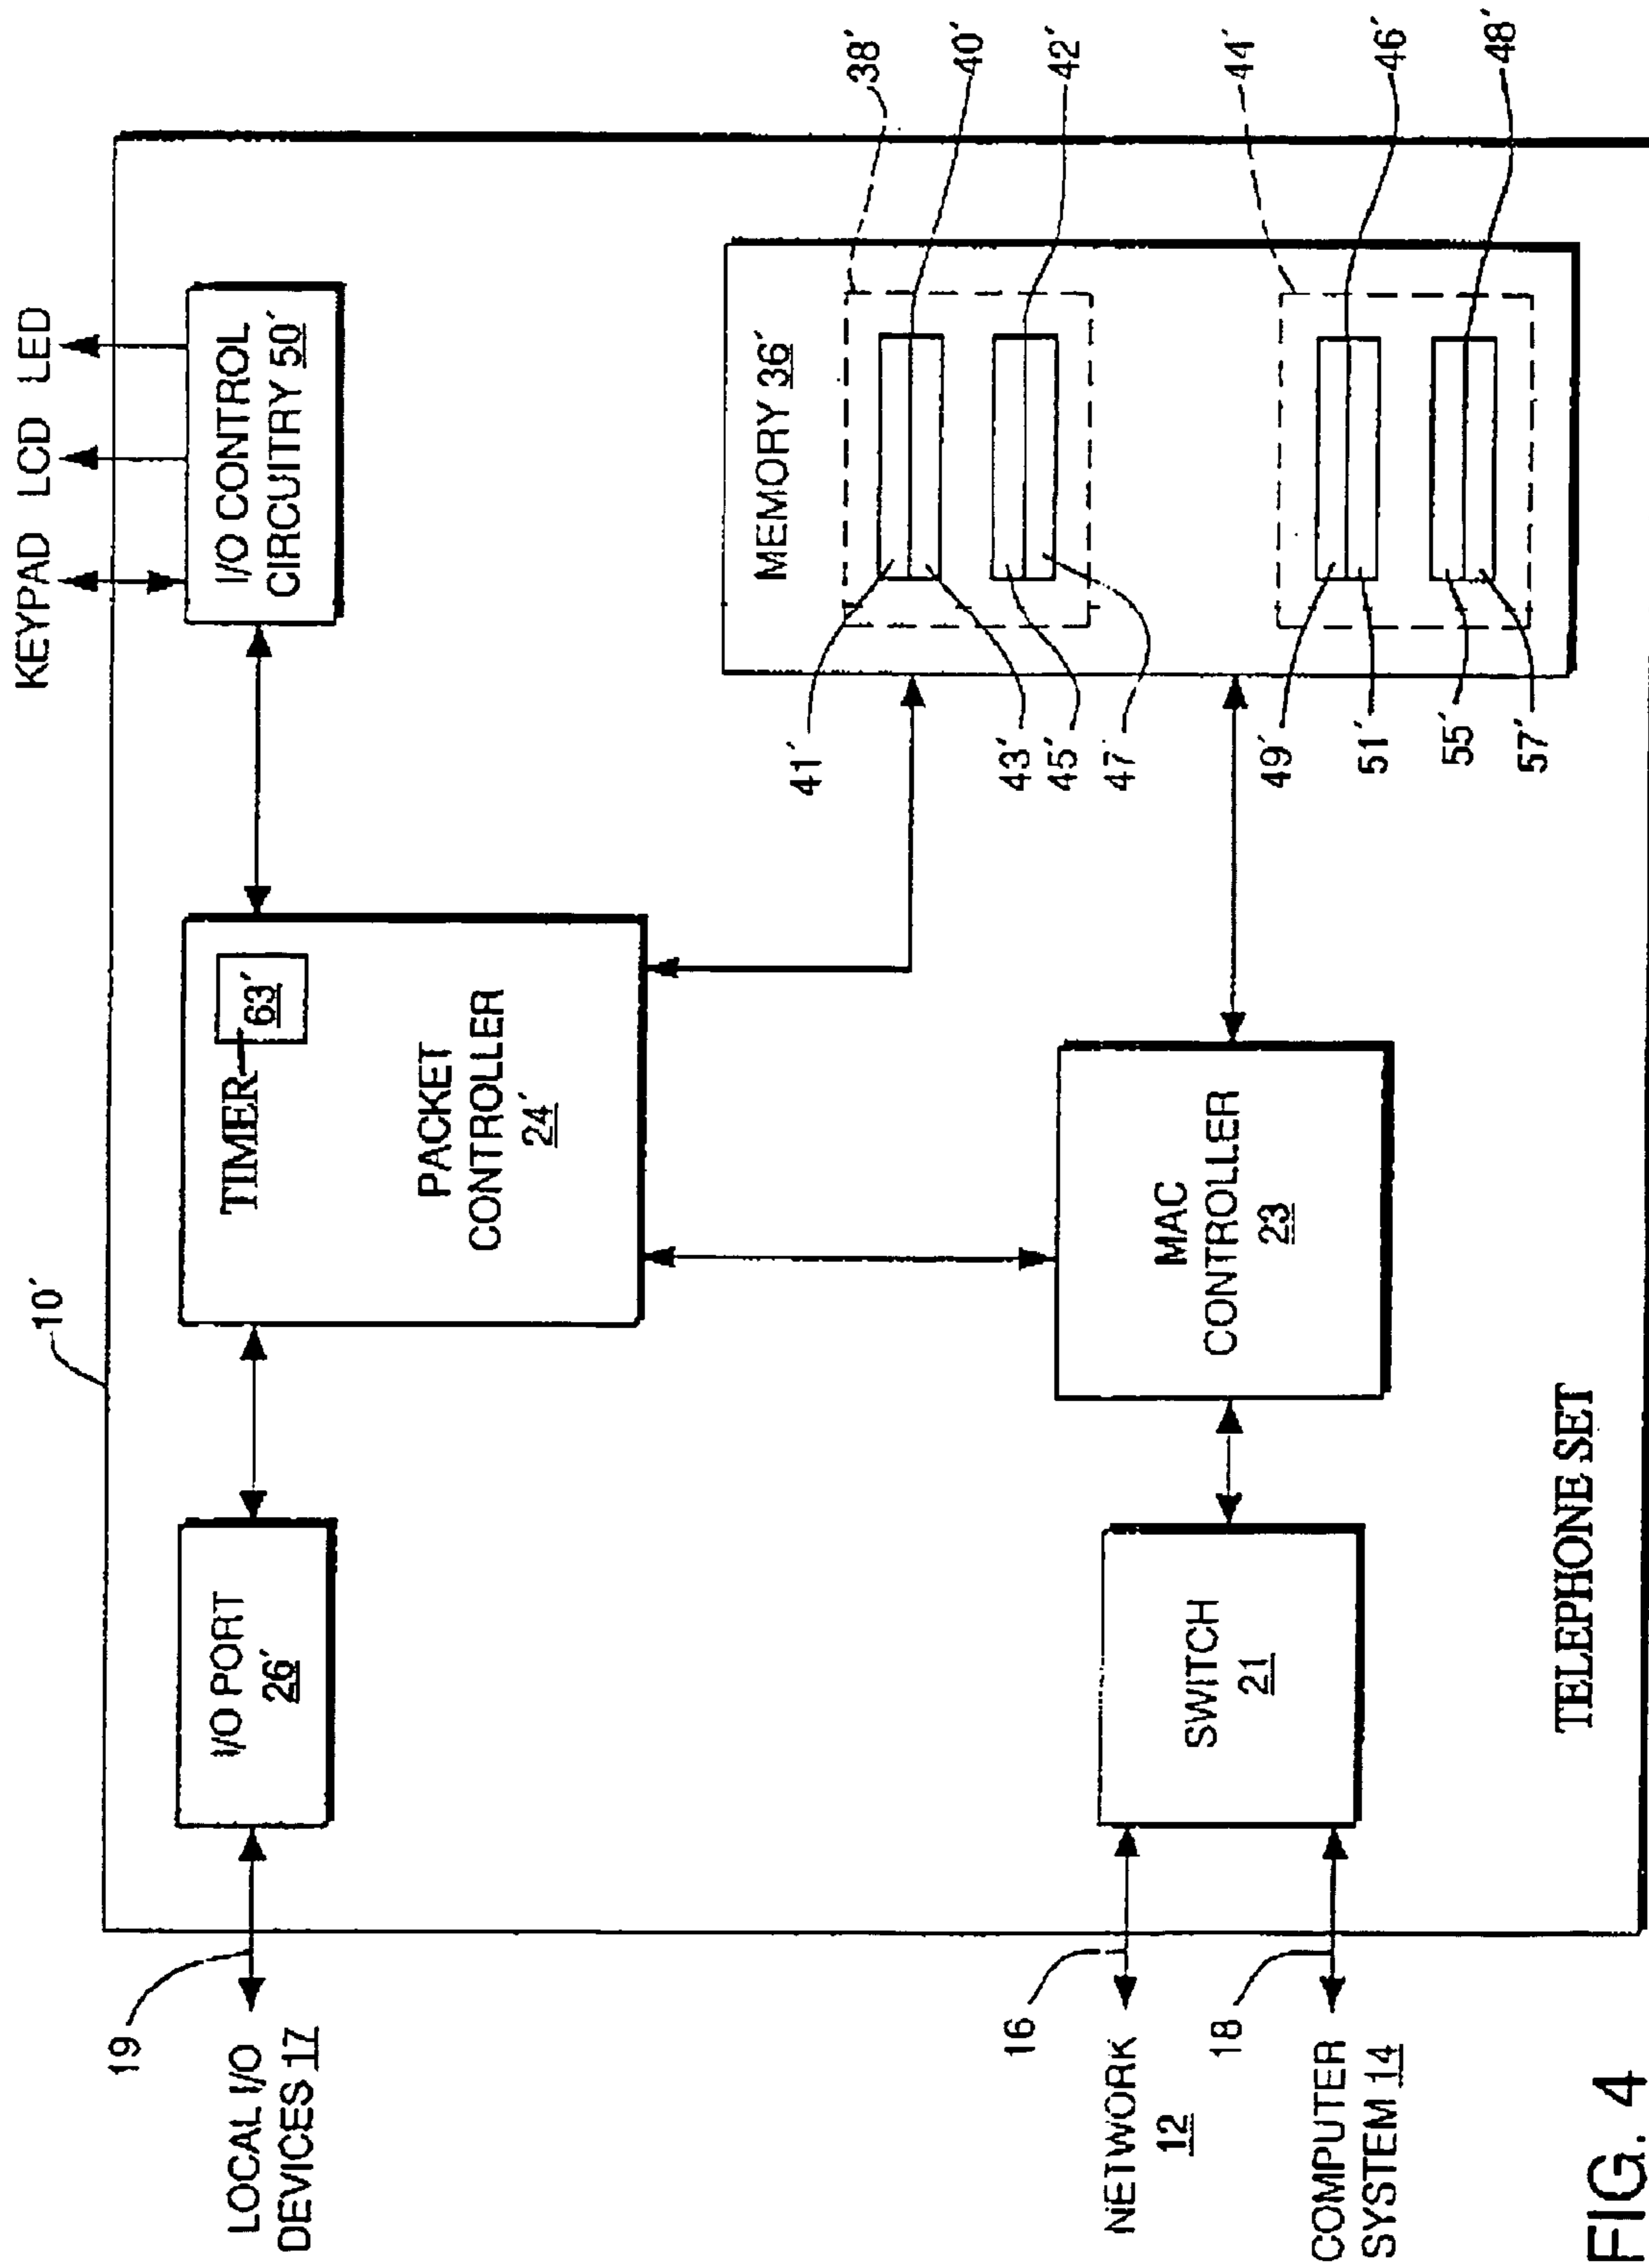 KEYPAD LCD LED
10′
I/O PORT
26′
TIMER
63′
PACKET
CONTROLLER
24′
I/O CONTROL
CIRCUITRY 50′
19
LOCAL I/O
DEVICES 17
MEMORY 36′
38′
40′
42′
44′
46′
48′
41′
43′
45′
47′
49′
51′
55′
57′
16
NETWORK
12
18
COMPUTER
SYSTEM 14
SWITCH
21
MAC
CONTROLLER
23
TELEPHONE SET
FIG. 4